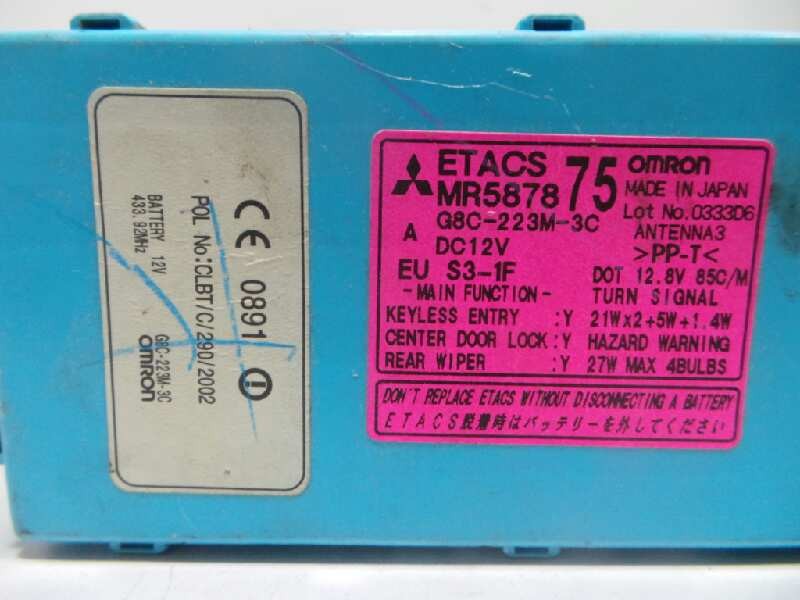 CE 0891
POL No:CLBT/C/290/2002
BATTERY 12V G8C-223M-3C
433.92MHz OMRON
ETACS 75 OMRON
MR5878 MADE IN JAPAN
G8C-223M-3C Lot No.0333D6
A DC12V ANTENNA3
>PP-T<
EU S3-1F DOT 12.8V 85C/M
-MAIN FUNCTION- TURN SIGNAL
KEYLESS ENTRY :Y 21W×2+5W+1.4W
CENTER DOOR LOCK:Y HAZARD WARNING
REAR WIPER :Y 27W MAX 4BULBS
DON'T REPLACE ETACS WITHOUT DISCONNECTING A BATTERY
ETACS脱着時はバッテリーを外してください